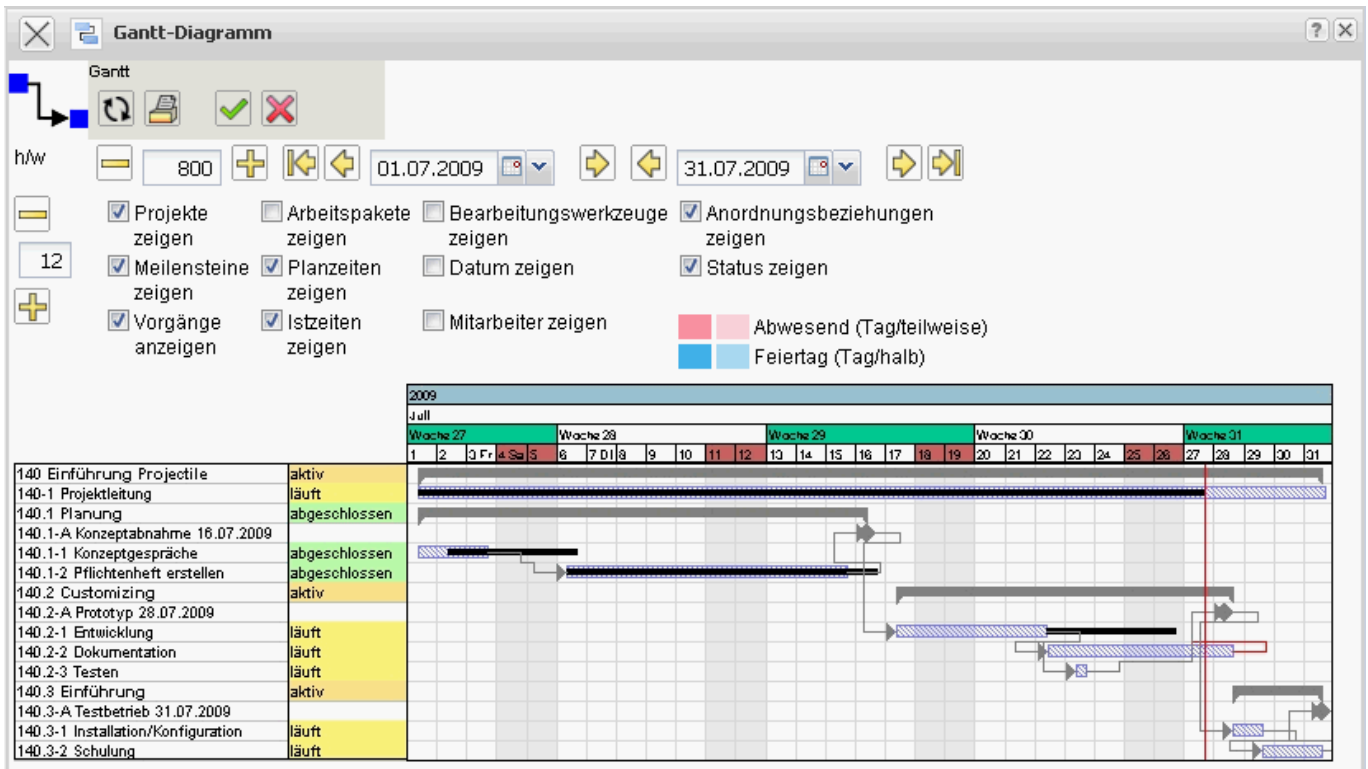 Gantt-Diagramm
Gantt
h/w
800
01.07.2009
31.07.2009
12
Projekte zeigen
Arbeitspakete zeigen
Bearbeitungswerkzeuge zeigen
Anordnungsbeziehungen zeigen
Meilensteine zeigen
Planzeiten zeigen
Datum zeigen
Status zeigen
Vorgänge anzeigen
Istzeiten zeigen
Mitarbeiter zeigen
Abwesend (Tag/teilweise)
Feiertag (Tag/halb)
2009
Juli
Woche 27 Woche 28 Woche 29 Woche 30 Woche 31
1 2 3 Fr 4 Sa 5 6 7 Di 8 9 10 11 12 13 14 15 16 17 18 19 20 21 22 23 24 25 26 27 28 29 30 31
140 Einführung Projectile aktiv
140-1 Projektleitung läuft
140.1 Planung abgeschlossen
140.1-A Konzeptabnahme 16.07.2009
140.1-1 Konzeptgespräche abgeschlossen
140.1-2 Pflichtenheft erstellen abgeschlossen
140.2 Customizing aktiv
140.2-A Prototyp 28.07.2009
140.2-1 Entwicklung läuft
140.2-2 Dokumentation läuft
140.2-3 Testen läuft
140.3 Einführung aktiv
140.3-A Testbetrieb 31.07.2009
140.3-1 Installation/Konfiguration läuft
140.3-2 Schulung läuft